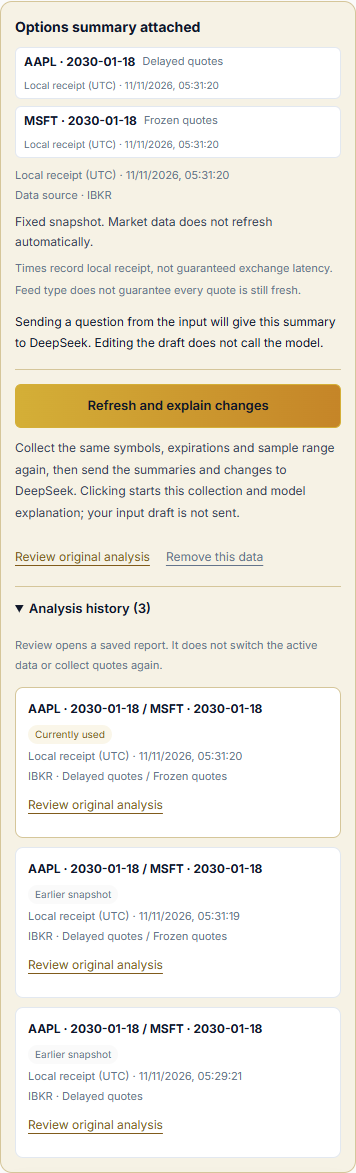 Options summary attached
AAPL · 2030-01-18 Delayed quotes
Local receipt (UTC) · 11/11/2026, 05:31:20
MSFT · 2030-01-18 Frozen quotes
Local receipt (UTC) · 11/11/2026, 05:31:20
Local receipt (UTC) · 11/11/2026, 05:31:20
Data source · IBKR
Fixed snapshot. Market data does not refresh
automatically.
Times record local receipt, not guaranteed exchange latency.
Feed type does not guarantee every quote is still fresh.
Sending a question from the input will give this summary
to DeepSeek. Editing the draft does not call the model.
Refresh and explain changes
Collect the same symbols, expirations and sample range
again, then send the summaries and changes to
DeepSeek. Clicking starts this collection and model
explanation; your input draft is not sent.
Review original analysis Remove this data
▼ Analysis history (3)
Review opens a saved report. It does not switch the active
data or collect quotes again.
AAPL · 2030-01-18 / MSFT · 2030-01-18
Currently used
Local receipt (UTC) · 11/11/2026, 05:31:20
IBKR · Delayed quotes / Frozen quotes
Review original analysis
AAPL · 2030-01-18 / MSFT · 2030-01-18
Earlier snapshot
Local receipt (UTC) · 11/11/2026, 05:31:19
IBKR · Delayed quotes / Frozen quotes
Review original analysis
AAPL · 2030-01-18 / MSFT · 2030-01-18
Earlier snapshot
Local receipt (UTC) · 11/11/2026, 05:29:21
IBKR · Delayed quotes
Review original analysis